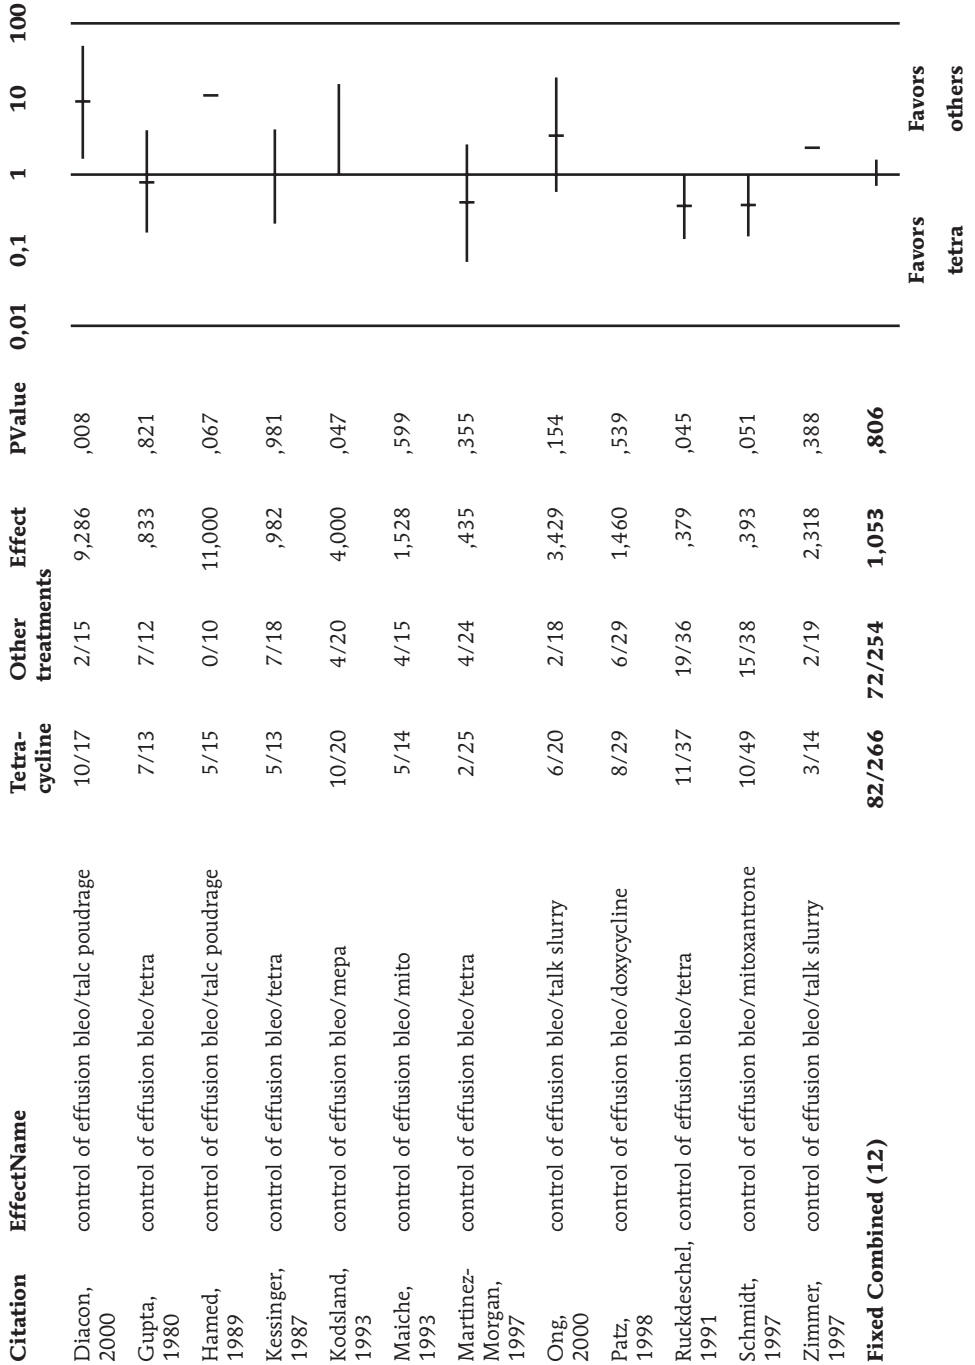 Citation EffectName Tetra- Other Effect PValue 0,01 0,1 1 10 100
cycline treatments
Diacon, control of effusion bleo/talc poudrage 10/17 2/15 9,286 ,008
2000
Gupta, control of effusion bleo/tetra 7/13 7/12 ,833 ,821
1980
Hamed, control of effusion bleo/talc poudrage 5/15 0/10 11,000 ,067
1989
Kessinger, control of effusion bleo/tetra 5/13 7/18 ,982 ,981
1987
Kodsland, control of effusion bleo/mepa 10/20 4/20 4,000 ,047
1993
Maiche, control of effusion bleo/mito 5/14 4/15 1,528 ,599
1993
Martinez- control of effusion bleo/tetra 2/25 4/24 ,435 ,355
Morgan,
1997
Ong, control of effusion bleo/talk slurry 6/20 2/18 3,429 ,154
2000
Patz, control of effusion bleo/doxycycline 8/29 6/29 1,460 ,539
1998
Ruckdeschel, control of effusion bleo/tetra 11/37 19/36 ,379 ,045
1991
Schmidt, control of effusion bleo/mitoxantrone 10/49 15/38 ,393 ,051
1997
Zimmer, control of effusion bleo/talk slurry 3/14 2/19 2,318 ,388
1997
Fixed Combined (12) 82/266 72/254 1,053 ,806
Favors Favors
tetra others